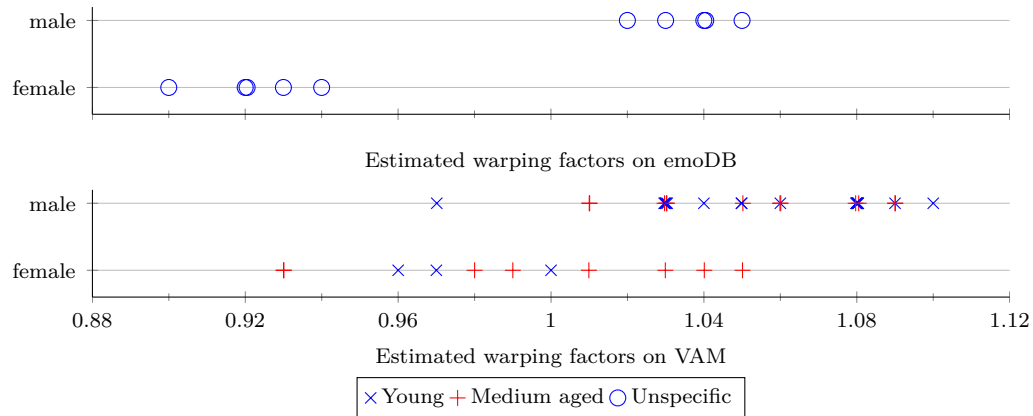 male
female
Estimated warping factors on emoDB
male
female
0.88 0.92 0.96 1 1.04 1.08 1.12
Estimated warping factors on VAM
Young Medium aged Unspecific